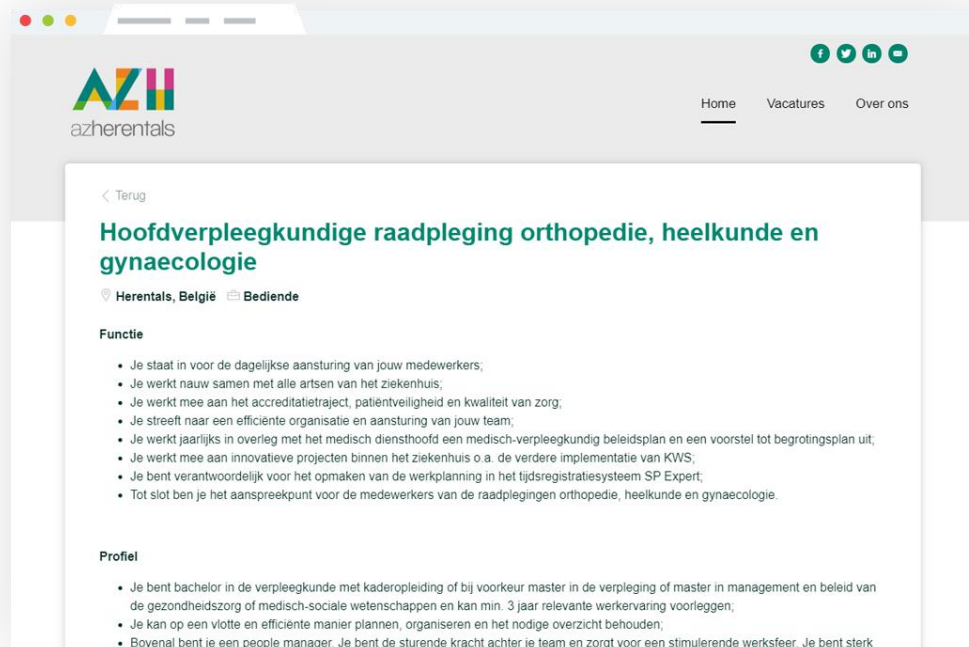 AZH
azherentals
Home Vacatures Over ons
Terug
Hoofdverpleegkundige raadpleging orthopedie, heelkunde en
gynaecologie
Herentals, België Bediende
Functie
• Je staat in voor de dagelijkse aansturing van jouw medewerkers;
• Je werkt nauw samen met alle artsen van het ziekenhuis;
• Je werkt mee aan het accreditatietraject, patiëntveiligheid en kwaliteit van zorg;
• Je streeft naar een efficiënte organisatie en aansturing van jouw team;
• Je werkt jaarlijks in overleg met het medisch diensthoofd een medisch-verpleegkundig beleidsplan en een voorstel tot begrotingsplan uit;
• Je werkt mee aan innovatieve projecten binnen het ziekenhuis o.a. de verdere implementatie van KWS;
• Je bent verantwoordelijk voor het opmaken van de werkplanning in het tijdsregistratiesysteem SP Expert;
• Tot slot ben je het aanspreekpunt voor de medewerkers van de raadplegingen orthopedie, heelkunde en gynaecologie.
Profiel
• Je bent bachelor in de verpleegkunde met kaderopleiding of bij voorkeur master in de verpleging of master in management en beleid van
de gezondheidszorg of medisch-sociale wetenschappen en kan min. 3 jaar relevante werkervaring voorleggen;
• Je kan op een vlotte en efficiënte manier plannen, organiseren en het nodige overzicht behouden;
• Bovenal bent je een people manager. Je bent de sturende kracht achter je team en zorgt voor een stimulerende werksfeer. Je bent sterk